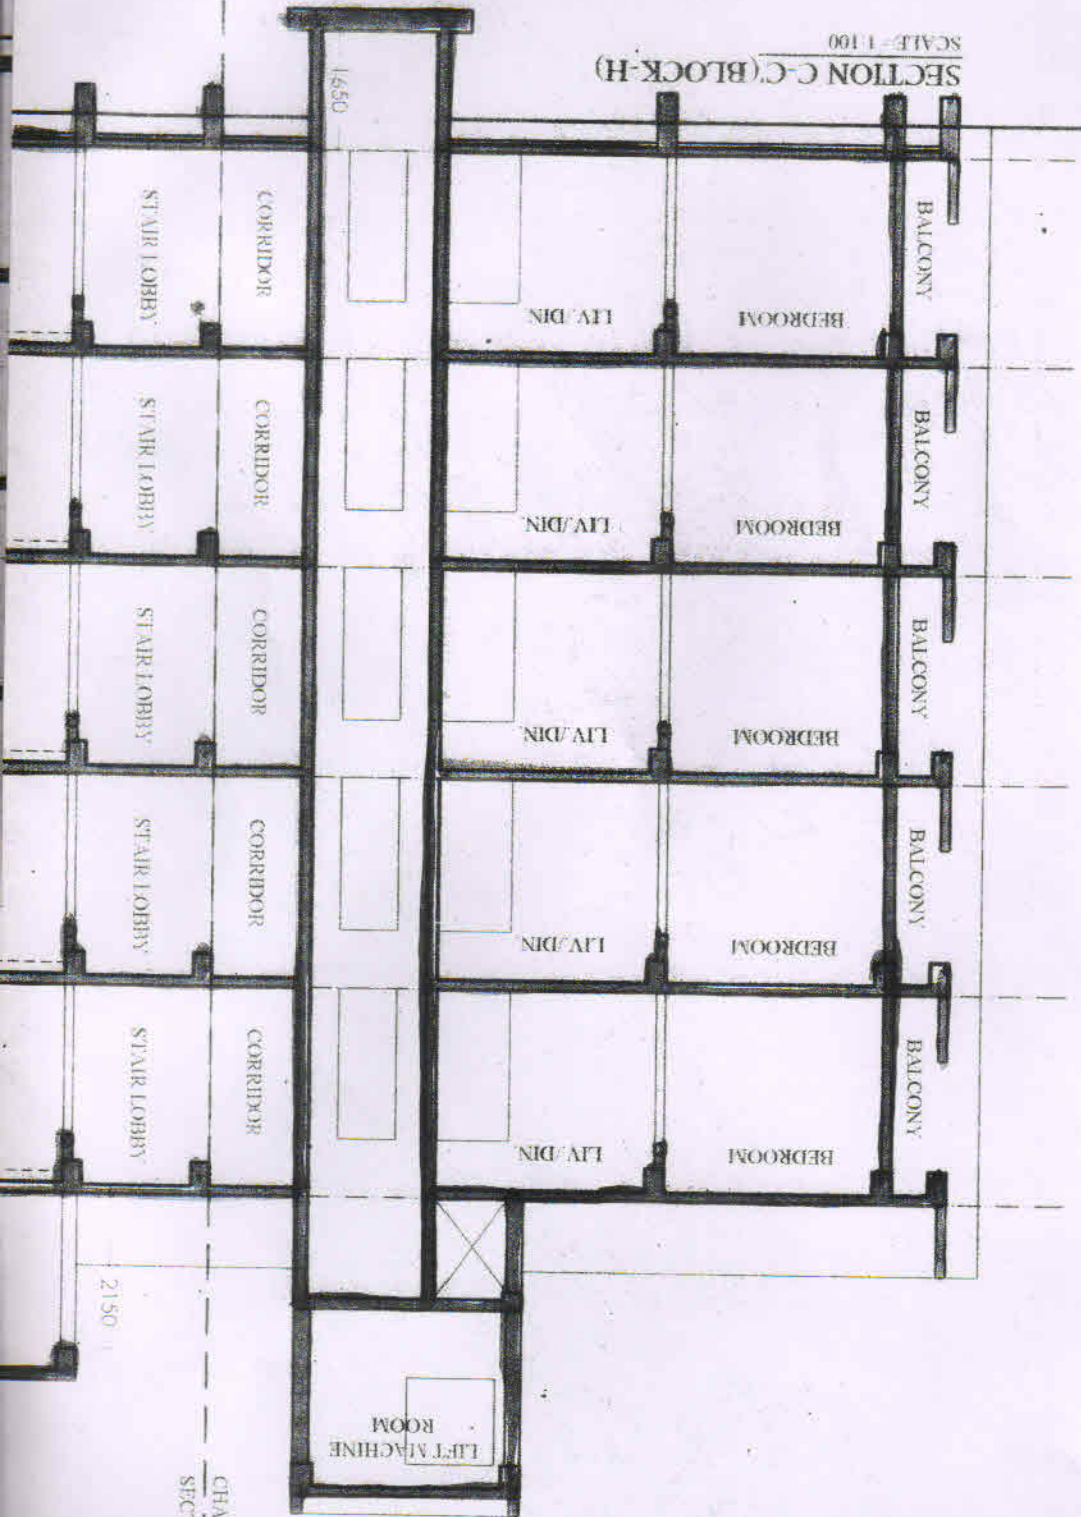 CHA
SEC
LIFT MACHINE
ROOM
2150
BALCONY
BEDROOM
LIV./DIN.
CORRIDOR
STAIR LOBBY
BALCONY
BEDROOM
LIV./DIN.
CORRIDOR
STAIR LOBBY
BALCONY
BEDROOM
LIV./DIN.
CORRIDOR
STAIR LOBBY
BALCONY
BEDROOM
LIV./DIN.
CORRIDOR
STAIR LOBBY
BALCONY
BEDROOM
LIV./DIN.
CORRIDOR
STAIR LOBBY
1650
SECTION C-C'(BLOCK-H)
SCALE - 1:100